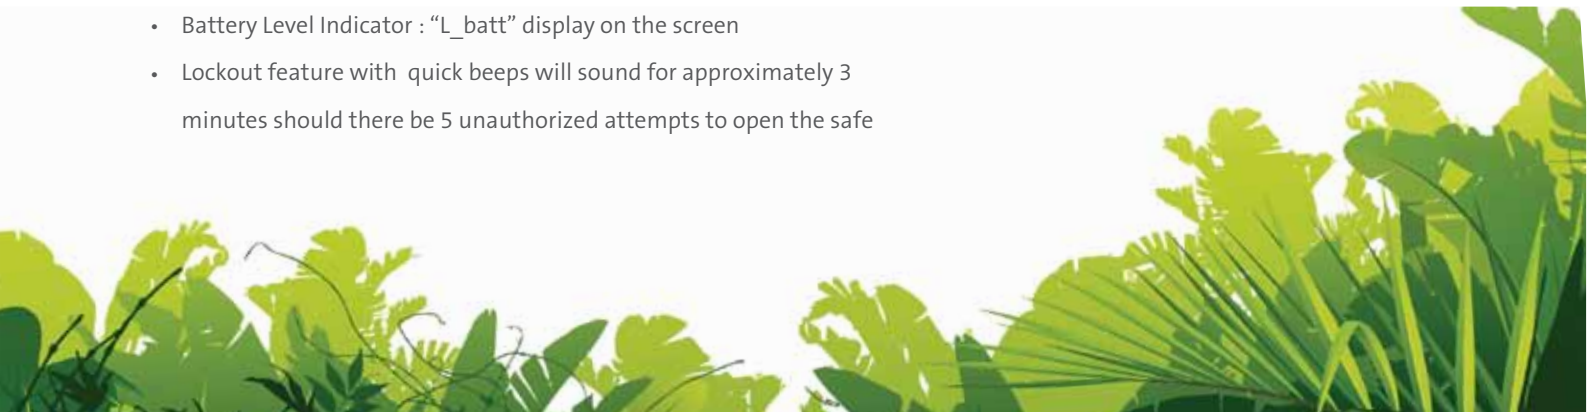 • Battery Level Indicator : “L_batt” display on the screen
• Lockout feature with  quick beeps will sound for approximately 3
minutes should there be 5 unauthorized attempts to open the safe